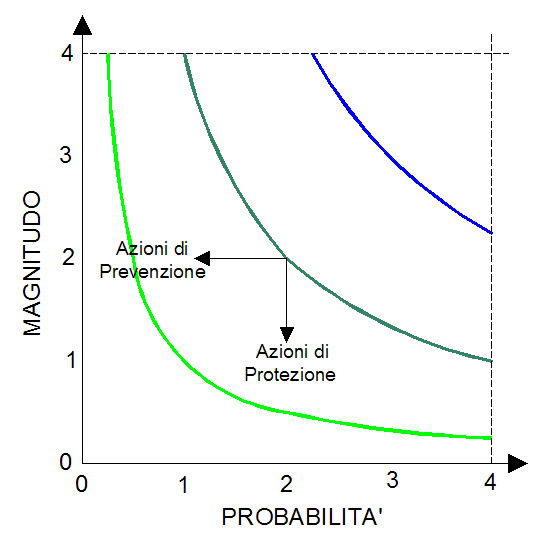 4
3
MAGNITUDO
2
Azioni di
Prevenzione
Azioni di
Protezione
1
0
0
1
2
3
4
PROBABILITA'